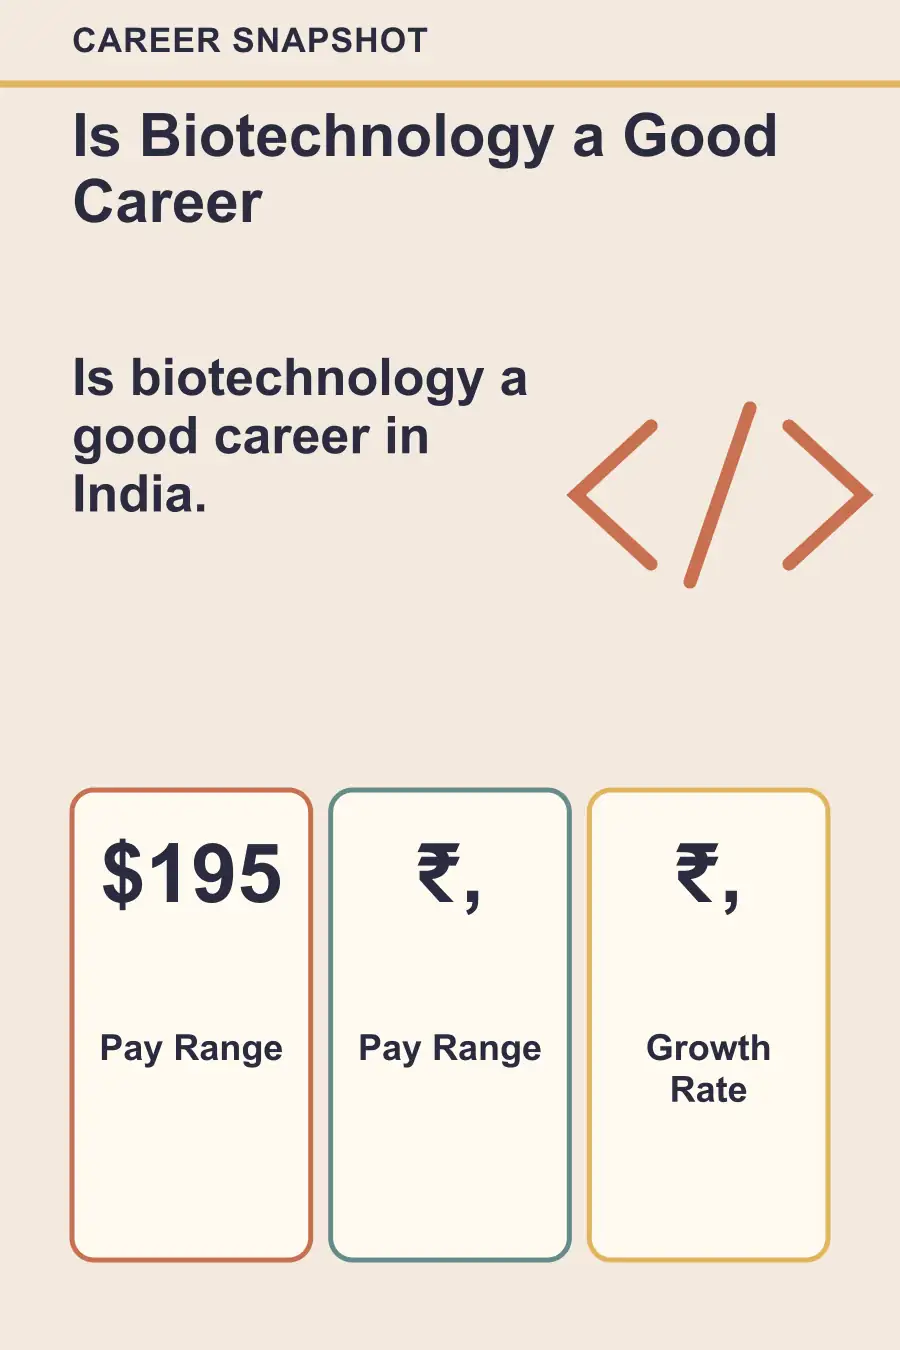 CAREER SNAPSHOT
Is Biotechnology a Good
Career
Is biotechnology a
good career in
India.
</>
$195
₹,
₹,
Pay Range
Pay Range
Growth
Rate